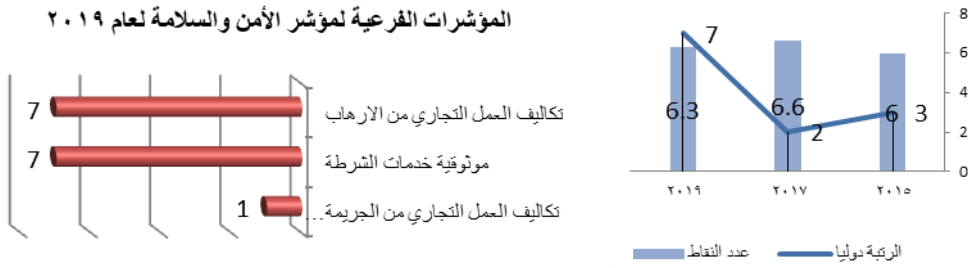 المؤشرات الفرعية لمؤشر الأمن والسلامة لعام ٢٠١٩
تكاليف العمل التجاري من الارهاب
7
موثوقية خدمات الشرطة
7
تكاليف العمل التجاري من الجريمة...
1
8
6
4
2
0
7
6.3
6.6
2
6
3
٢٠١٥
٢٠١٧
٢٠١٩
الرتبة دوليا
عدد النقاط